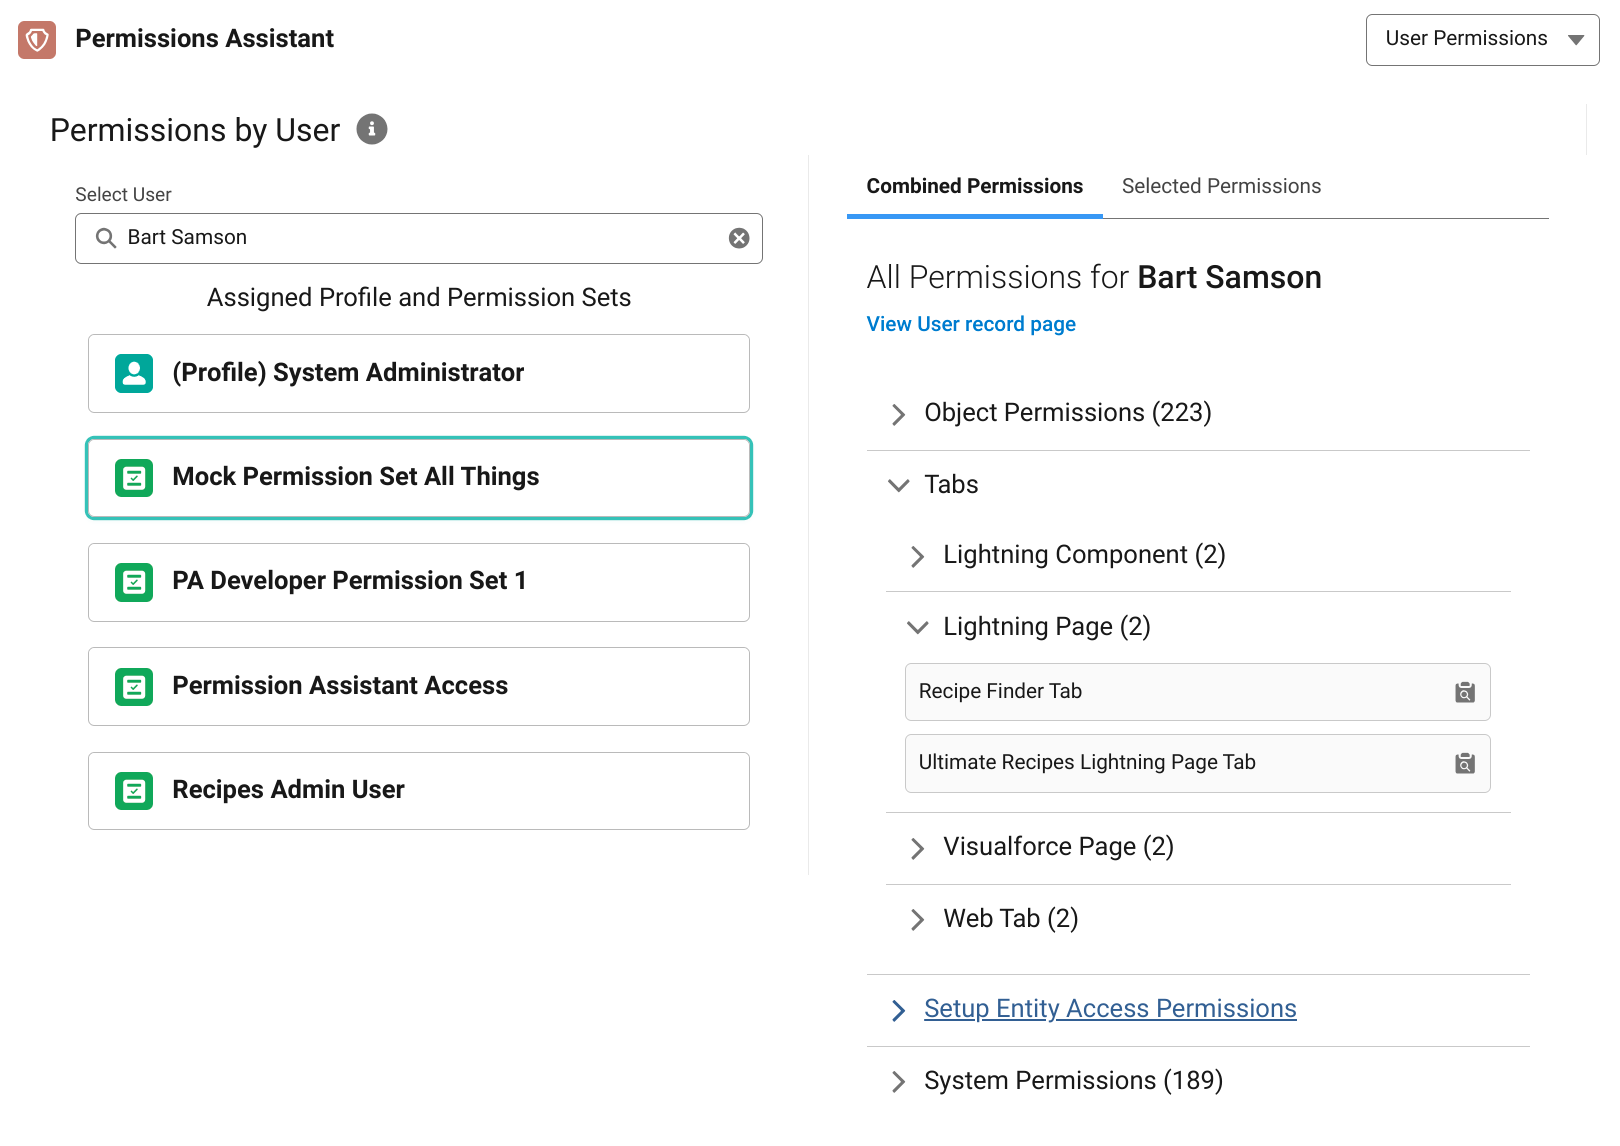 Permissions Assistant
User Permissions
Permissions by User
Select User
Bart Samson
Assigned Profile and Permission Sets
(Profile) System Administrator
Mock Permission Set All Things
PA Developer Permission Set 1
Permission Assistant Access
Recipes Admin User
Combined Permissions
Selected Permissions
All Permissions for Bart Samson
View User record page
Object Permissions (223)
Tabs
Lightning Component (2)
Lightning Page (2)
Recipe Finder Tab
Ultimate Recipes Lightning Page Tab
Visualforce Page (2)
Web Tab (2)
Setup Entity Access Permissions
System Permissions (189)